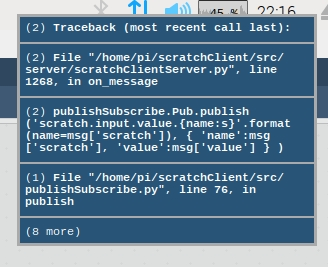 45 %
22:16
(2) Traceback (most recent call last):
(2) File "/home/pi/scratchClient/src/
server/scratchClientServer.py", line
1268, in on_message
(2) publishSubscribe.Pub.publish
('scratch.input.value.{name:s}'.format
(name=msg['scratch']), { 'name':msg
['scratch'], 'value':msg['value'] } )
(1) File "/home/pi/scratchClient/src/
publishSubscribe.py", line 76, in
publish
(8 more)